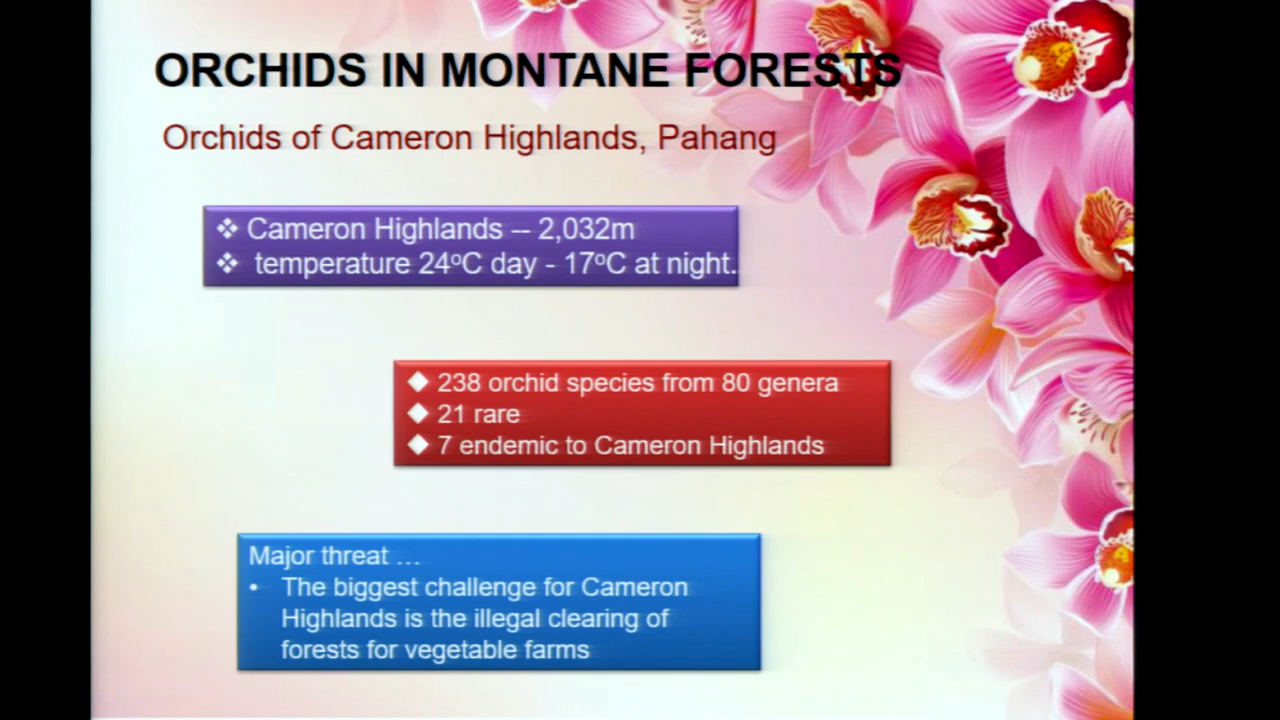 ORCHIDS IN MONTANE FORESTS
Orchids of Cameron Highlands, Pahang
❖ Cameron Highlands -- 2,032m
❖ temperature 24ºC day - 17ºC at night.
◆ 238 orchid species from 80 genera
◆ 21 rare
◆ 7 endemic to Cameron Highlands
Major threat ...
• The biggest challenge for Cameron
Highlands is the illegal clearing of
forests for vegetable farms